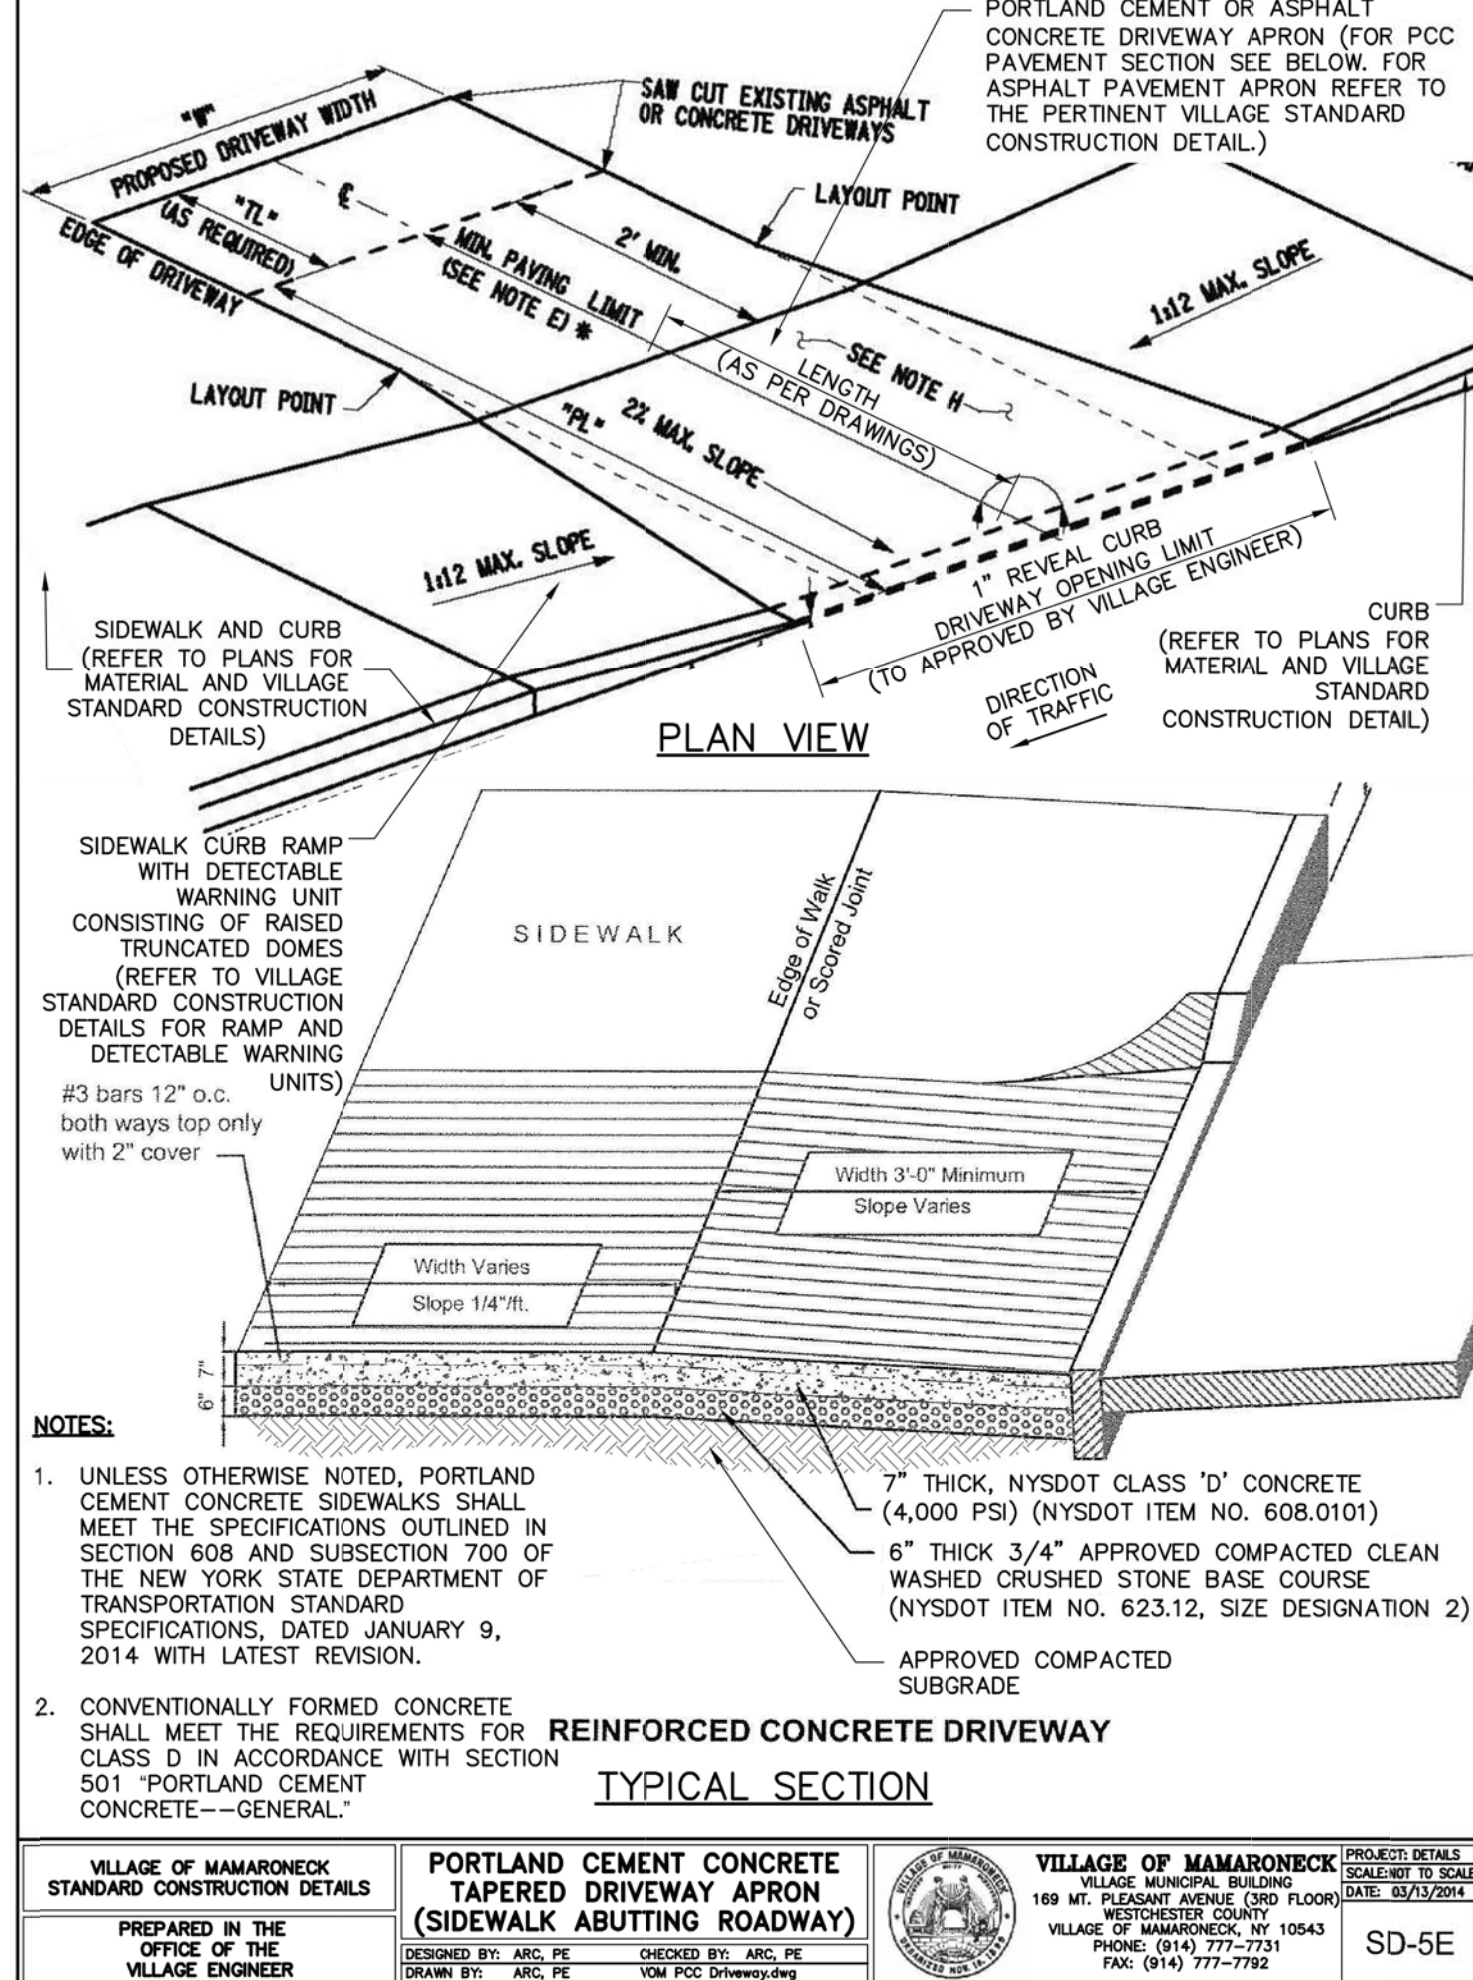 PORTLAND CEMENT OR ASPHALT
CONCRETE DRIVEWAY APRON (FOR PCC
PAVEMENT SECTION SEE BELOW. FOR
ASPHALT PAVEMENT APRON REFER TO
THE PERTINENT VILLAGE STANDARD
CONSTRUCTION DETAIL.)
SAW CUT EXISTING ASPHALT
OR CONCRETE DRIVEWAYS
"W"
PROPOSED DRIVEWAY WIDTH
"TL"
(AS REQUIRED)
EDGE OF DRIVEWAY
℄
MIN. PAVING LIMIT
(SEE NOTE E) *
2' MIN.
LAYOUT POINT
1:12 MAX. SLOPE
SEE NOTE H
LENGTH
(AS PER DRAWINGS)
LAYOUT POINT
"PL"
2% MAX. SLOPE
1:12 MAX. SLOPE
1" REVEAL CURB
DRIVEWAY OPENING LIMIT
(TO APPROVED BY VILLAGE ENGINEER)
SIDEWALK AND CURB
(REFER TO PLANS FOR
MATERIAL AND VILLAGE
STANDARD CONSTRUCTION
DETAILS)
CURB
(REFER TO PLANS FOR
MATERIAL AND VILLAGE
STANDARD
CONSTRUCTION DETAIL)
DIRECTION
OF TRAFFIC
PLAN VIEW
SIDEWALK CURB RAMP
WITH DETECTABLE
WARNING UNIT
CONSISTING OF RAISED
TRUNCATED DOMES
(REFER TO VILLAGE
STANDARD CONSTRUCTION
DETAILS FOR RAMP AND
DETECTABLE WARNING
UNITS)
SIDEWALK
Edge of Walk
or Scored Joint
#3 bars 12" o.c.
both ways top only
with 2" cover
Width 3'-0" Minimum
Slope Varies
Width Varies
Slope 1/4"/ft.
7"
6"
7" THICK, NYSDOT CLASS 'D' CONCRETE
(4,000 PSI) (NYSDOT ITEM NO. 608.0101)
6" THICK 3/4" APPROVED COMPACTED CLEAN
WASHED CRUSHED STONE BASE COURSE
(NYSDOT ITEM NO. 623.12, SIZE DESIGNATION 2)
APPROVED COMPACTED
SUBGRADE
NOTES:
1. UNLESS OTHERWISE NOTED, PORTLAND
CEMENT CONCRETE SIDEWALKS SHALL
MEET THE SPECIFICATIONS OUTLINED IN
SECTION 608 AND SUBSECTION 700 OF
THE NEW YORK STATE DEPARTMENT OF
TRANSPORTATION STANDARD
SPECIFICATIONS, DATED JANUARY 9,
2014 WITH LATEST REVISION.
2. CONVENTIONALLY FORMED CONCRETE
SHALL MEET THE REQUIREMENTS FOR
CLASS D IN ACCORDANCE WITH SECTION
501 "PORTLAND CEMENT
CONCRETE--GENERAL."
REINFORCED CONCRETE DRIVEWAY
TYPICAL SECTION
VILLAGE OF MAMARONECK
STANDARD CONSTRUCTION DETAILS
PREPARED IN THE
OFFICE OF THE
VILLAGE ENGINEER
PORTLAND CEMENT CONCRETE
TAPERED DRIVEWAY APRON
(SIDEWALK ABUTTING ROADWAY)
DESIGNED BY: ARC, PE CHECKED BY: ARC, PE
DRAWN BY: ARC, PE VOM PCC Driveway.dwg
VILLAGE OF MAMARONECK
ORGANIZED NOV. 18. 1895
VILLAGE OF MAMARONECK
VILLAGE MUNICIPAL BUILDING
169 MT. PLEASANT AVENUE (3RD FLOOR)
WESTCHESTER COUNTY
VILLAGE OF MAMARONECK, NY 10543
PHONE: (914) 777-7731
FAX: (914) 777-7792
PROJECT: DETAILS
SCALE: NOT TO SCALE
DATE: 03/13/2014
SD-5E